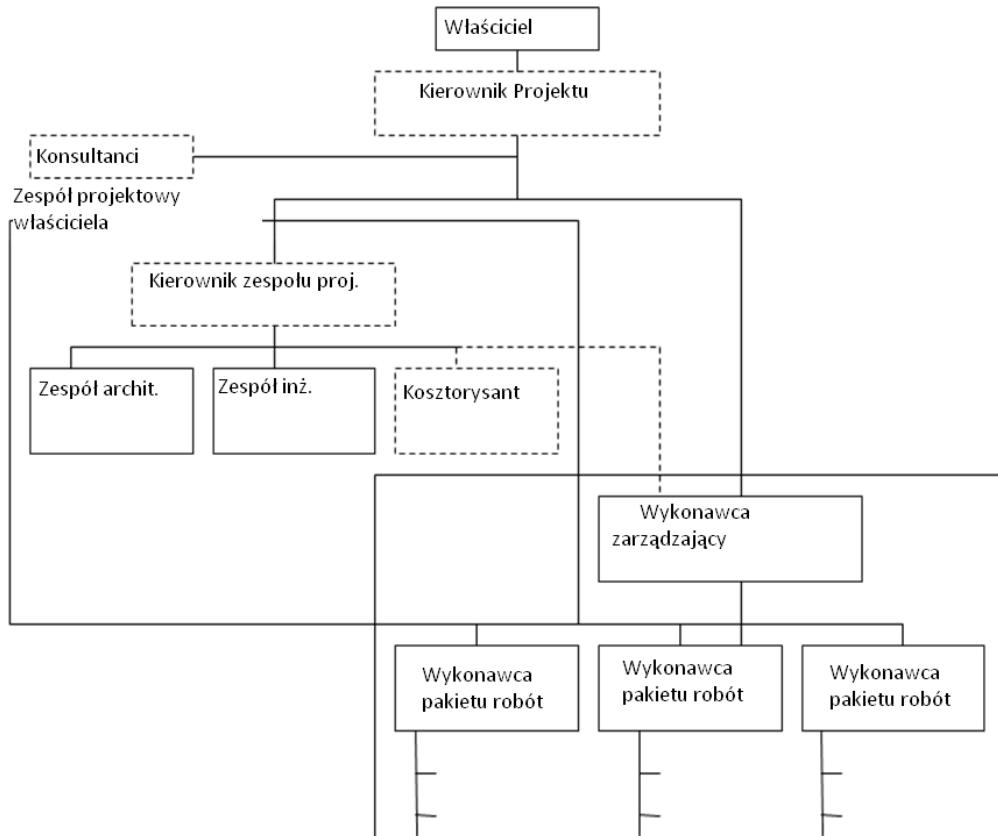 Właściciel
Kierownik Projektu
Konsultanci
Zespół projektowy
właściciela
Kierownik zespołu proj.
Zespół archit.
Zespół inż.
Kosztorysant
Wykonawca
zarządzający
Wykonawca
pakietu robót
Wykonawca
pakietu robót
Wykonawca
pakietu robót